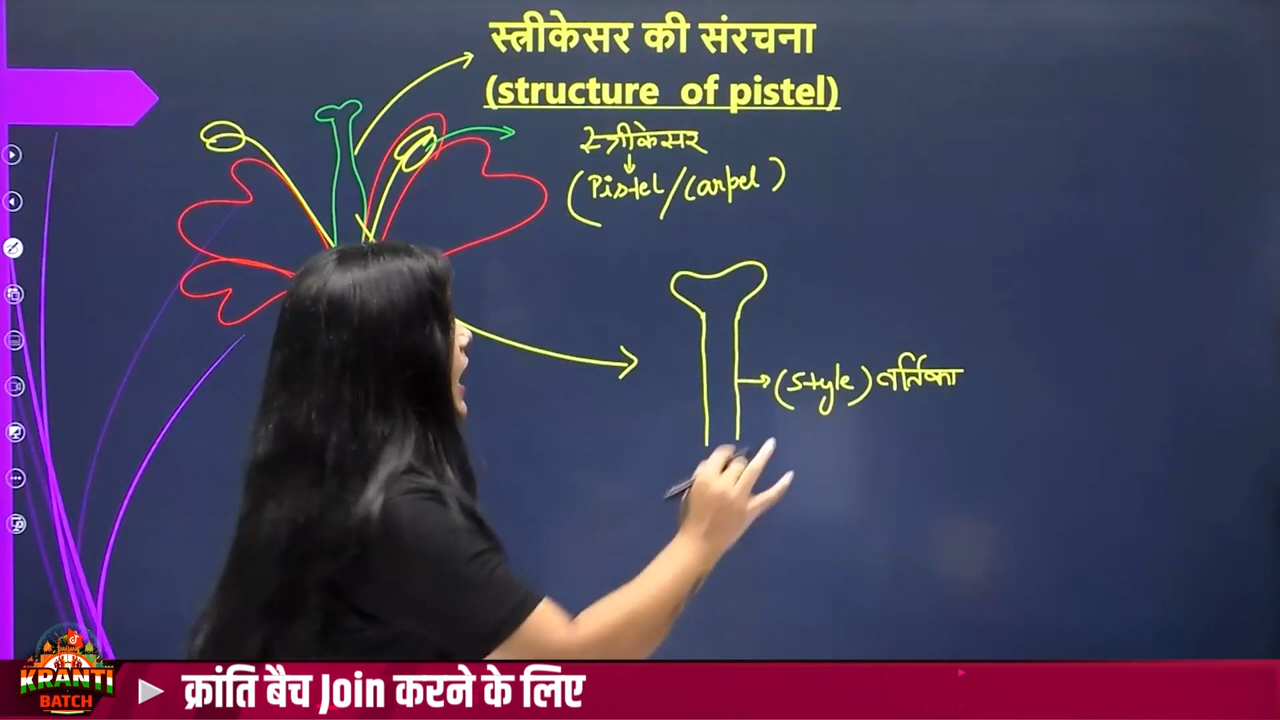 स्त्रीकेसर की संरचना
(structure of pistel)
स्त्रीकेसर
(Pistel/Carpel)
(Style) वर्तिका
KRANTI
BATCH
क्रांति बैच Join करने के लिए